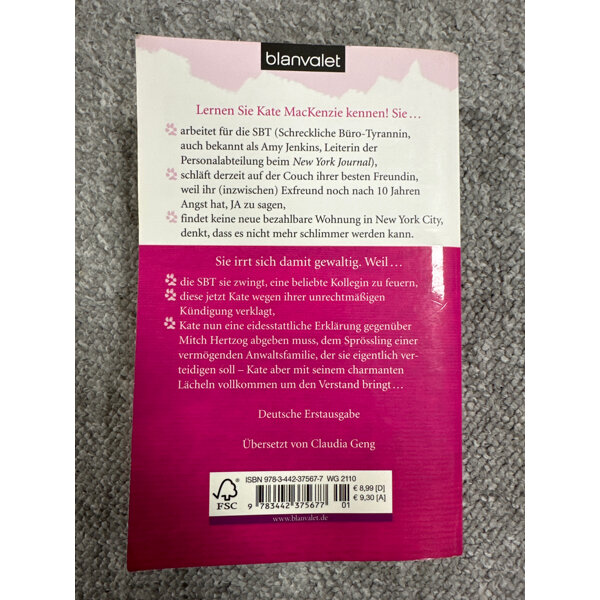 blanvalet
Lernen Sie Kate MacKenzie kennen! Sie…
arbeitet für die SBT (Schreckliche Büro-Tyrannin,
auch bekannt als Amy Jenkins, Leiterin der
Personalabteilung beim New York Journal),
schläft derzeit auf der Couch ihrer besten Freundin,
weil ihr (inzwischen) Exfreund noch nach 10 Jahren
Angst hat, JA zu sagen,
findet keine neue bezahlbare Wohnung in New York City,
denkt, dass es nicht mehr schlimmer werden kann.
Sie irrt sich damit gewaltig. Weil…
die SBT sie zwingt, eine beliebte Kollegin zu feuern,
diese jetzt Kate wegen ihrer unrechtmäßigen
Kündigung verklagt,
Kate nun eine eidesstattliche Erklärung gegenüber
Mitch Hertzog abgeben muss, dem Sprössling einer
vermögenden Anwaltsfamilie, der sie eigentlich ver-
teidigen soll – Kate aber mit seinem charmanten
Lächeln vollkommen um den Verstand bringt…
Deutsche Erstausgabe
Übersetzt von Claudia Geng
ISBN 978-3-442-37567-7 WG 2110
€ 8,99 [D]
€ 9,30 [A]
FSC
9 783442 375677
01
www.blanvalet.de